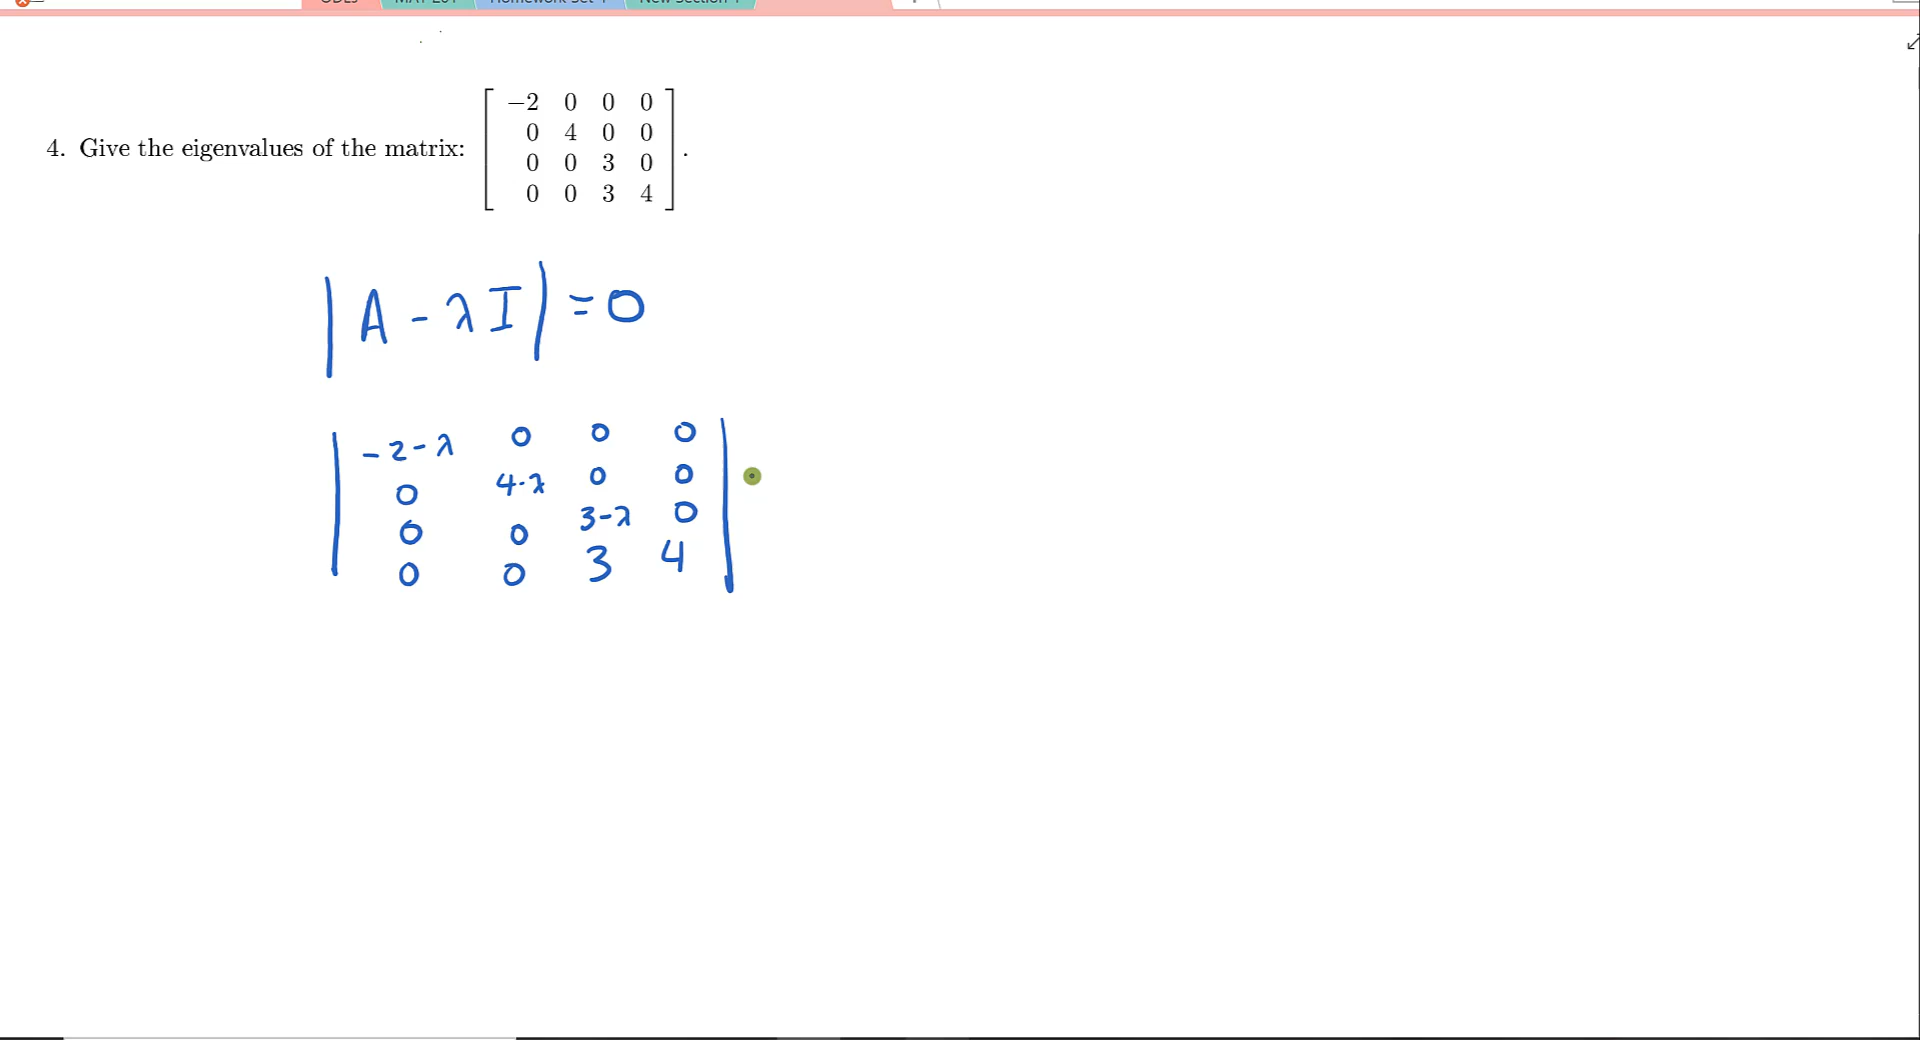 4. Give the eigenvalues of the matrix:
−2 0 0 0
0 4 0 0
0 0 3 0
0 0 3 4
.
|A - λI| = 0
-2-λ 0 0 0
0 4-λ 0 0
0 0 3-λ 0
0 0 3 4